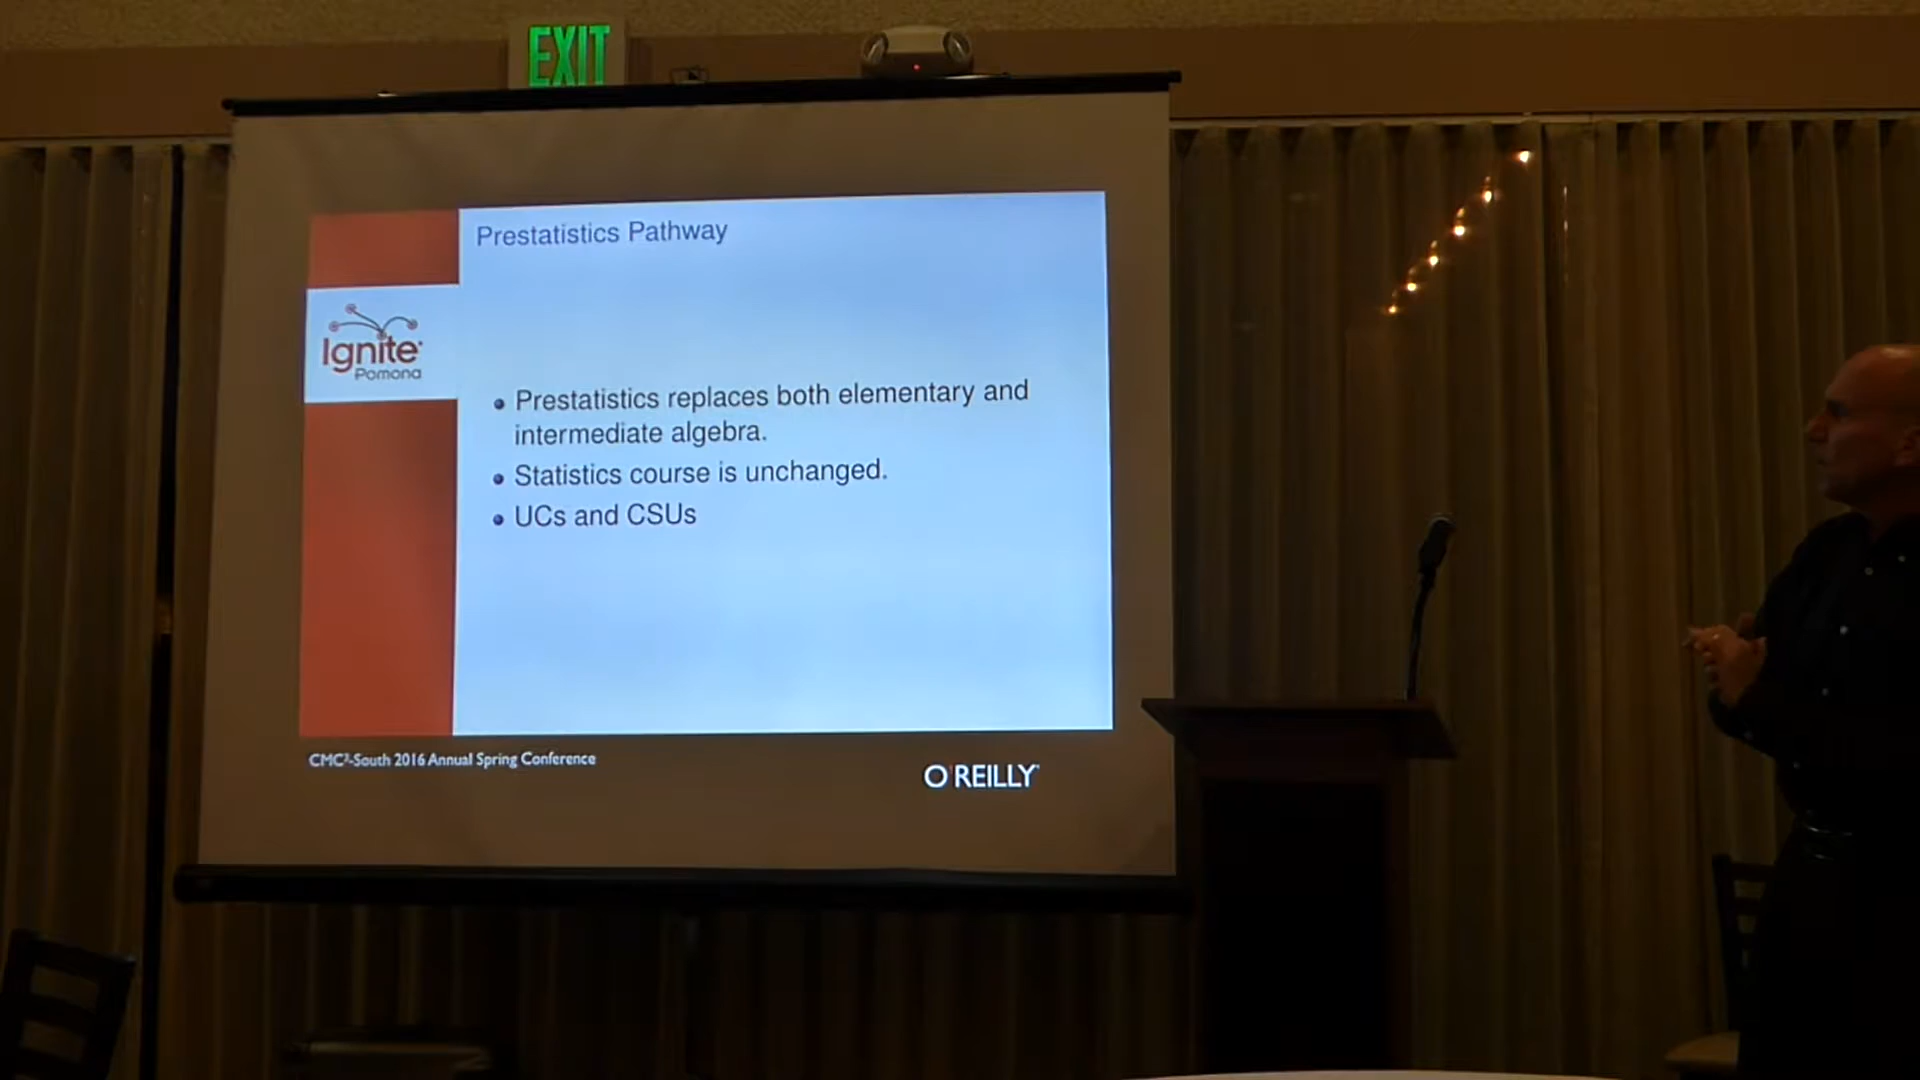 EXIT
Prestatistics Pathway
Ignite
Pomona
• Prestatistics replaces both elementary and
intermediate algebra.
• Statistics course is unchanged.
• UCs and CSUs
CMC³-South 2016 Annual Spring Conference
O'REILLY